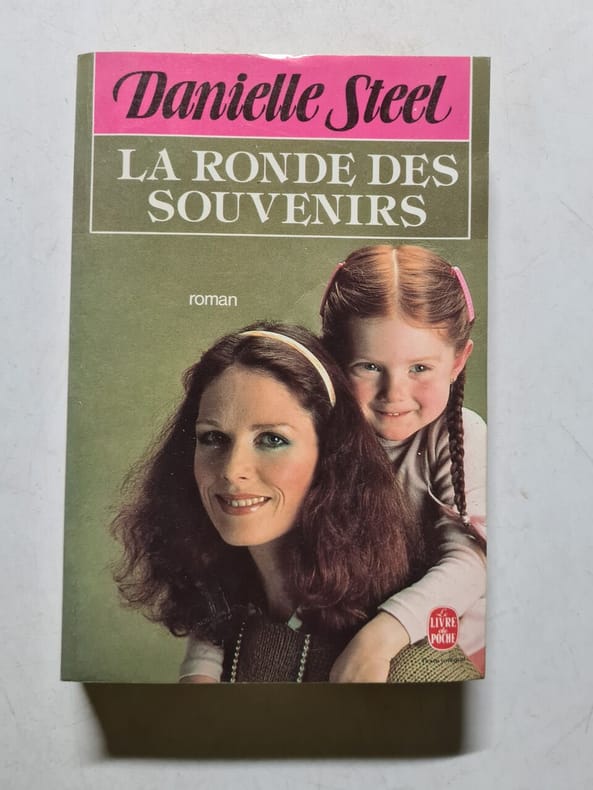 Danielle Steel
LA RONDE DES
SOUVENIRS
roman
Le
LIVRE
de
POCHE